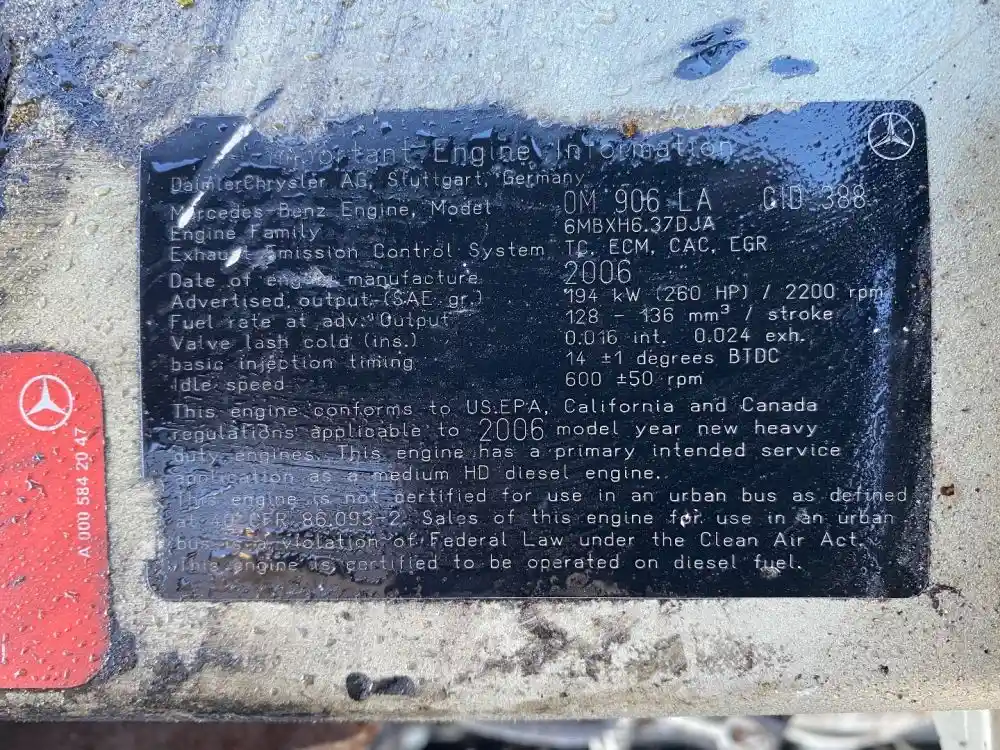 Important Engine Information
DaimlerChrysler AG, Stuttgart, Germany
Mercedes-Benz Engine, Model OM 906 LA CID 388
Engine Family 6MBXH6.37DJA
Exhaust Emission Control System TC, ECM, CAC, EGR
Date of engine manufacture 2006
Advertised output (SAE gr.) 194 kW (260 HP) / 2200 rpm
Fuel rate at adv. Output 128 - 136 mm³ / stroke
Valve lash cold (ins.) 0.016 int. 0.024 exh.
basic injection timing 14 ±1 degrees BTDC
Idle speed 600 ±50 rpm
This engine conforms to US.EPA, California and Canada
regulations applicable to 2006 model year new heavy
duty engines. This engine has a primary intended service
application as a medium HD diesel engine.
This engine is not certified for use in an urban bus as defined
at 40 CFR 86.093-2. Sales of this engine for use in an urban
bus is a violation of Federal Law under the Clean Air Act.
This engine is certified to be operated on diesel fuel.
A 000 584 20 47